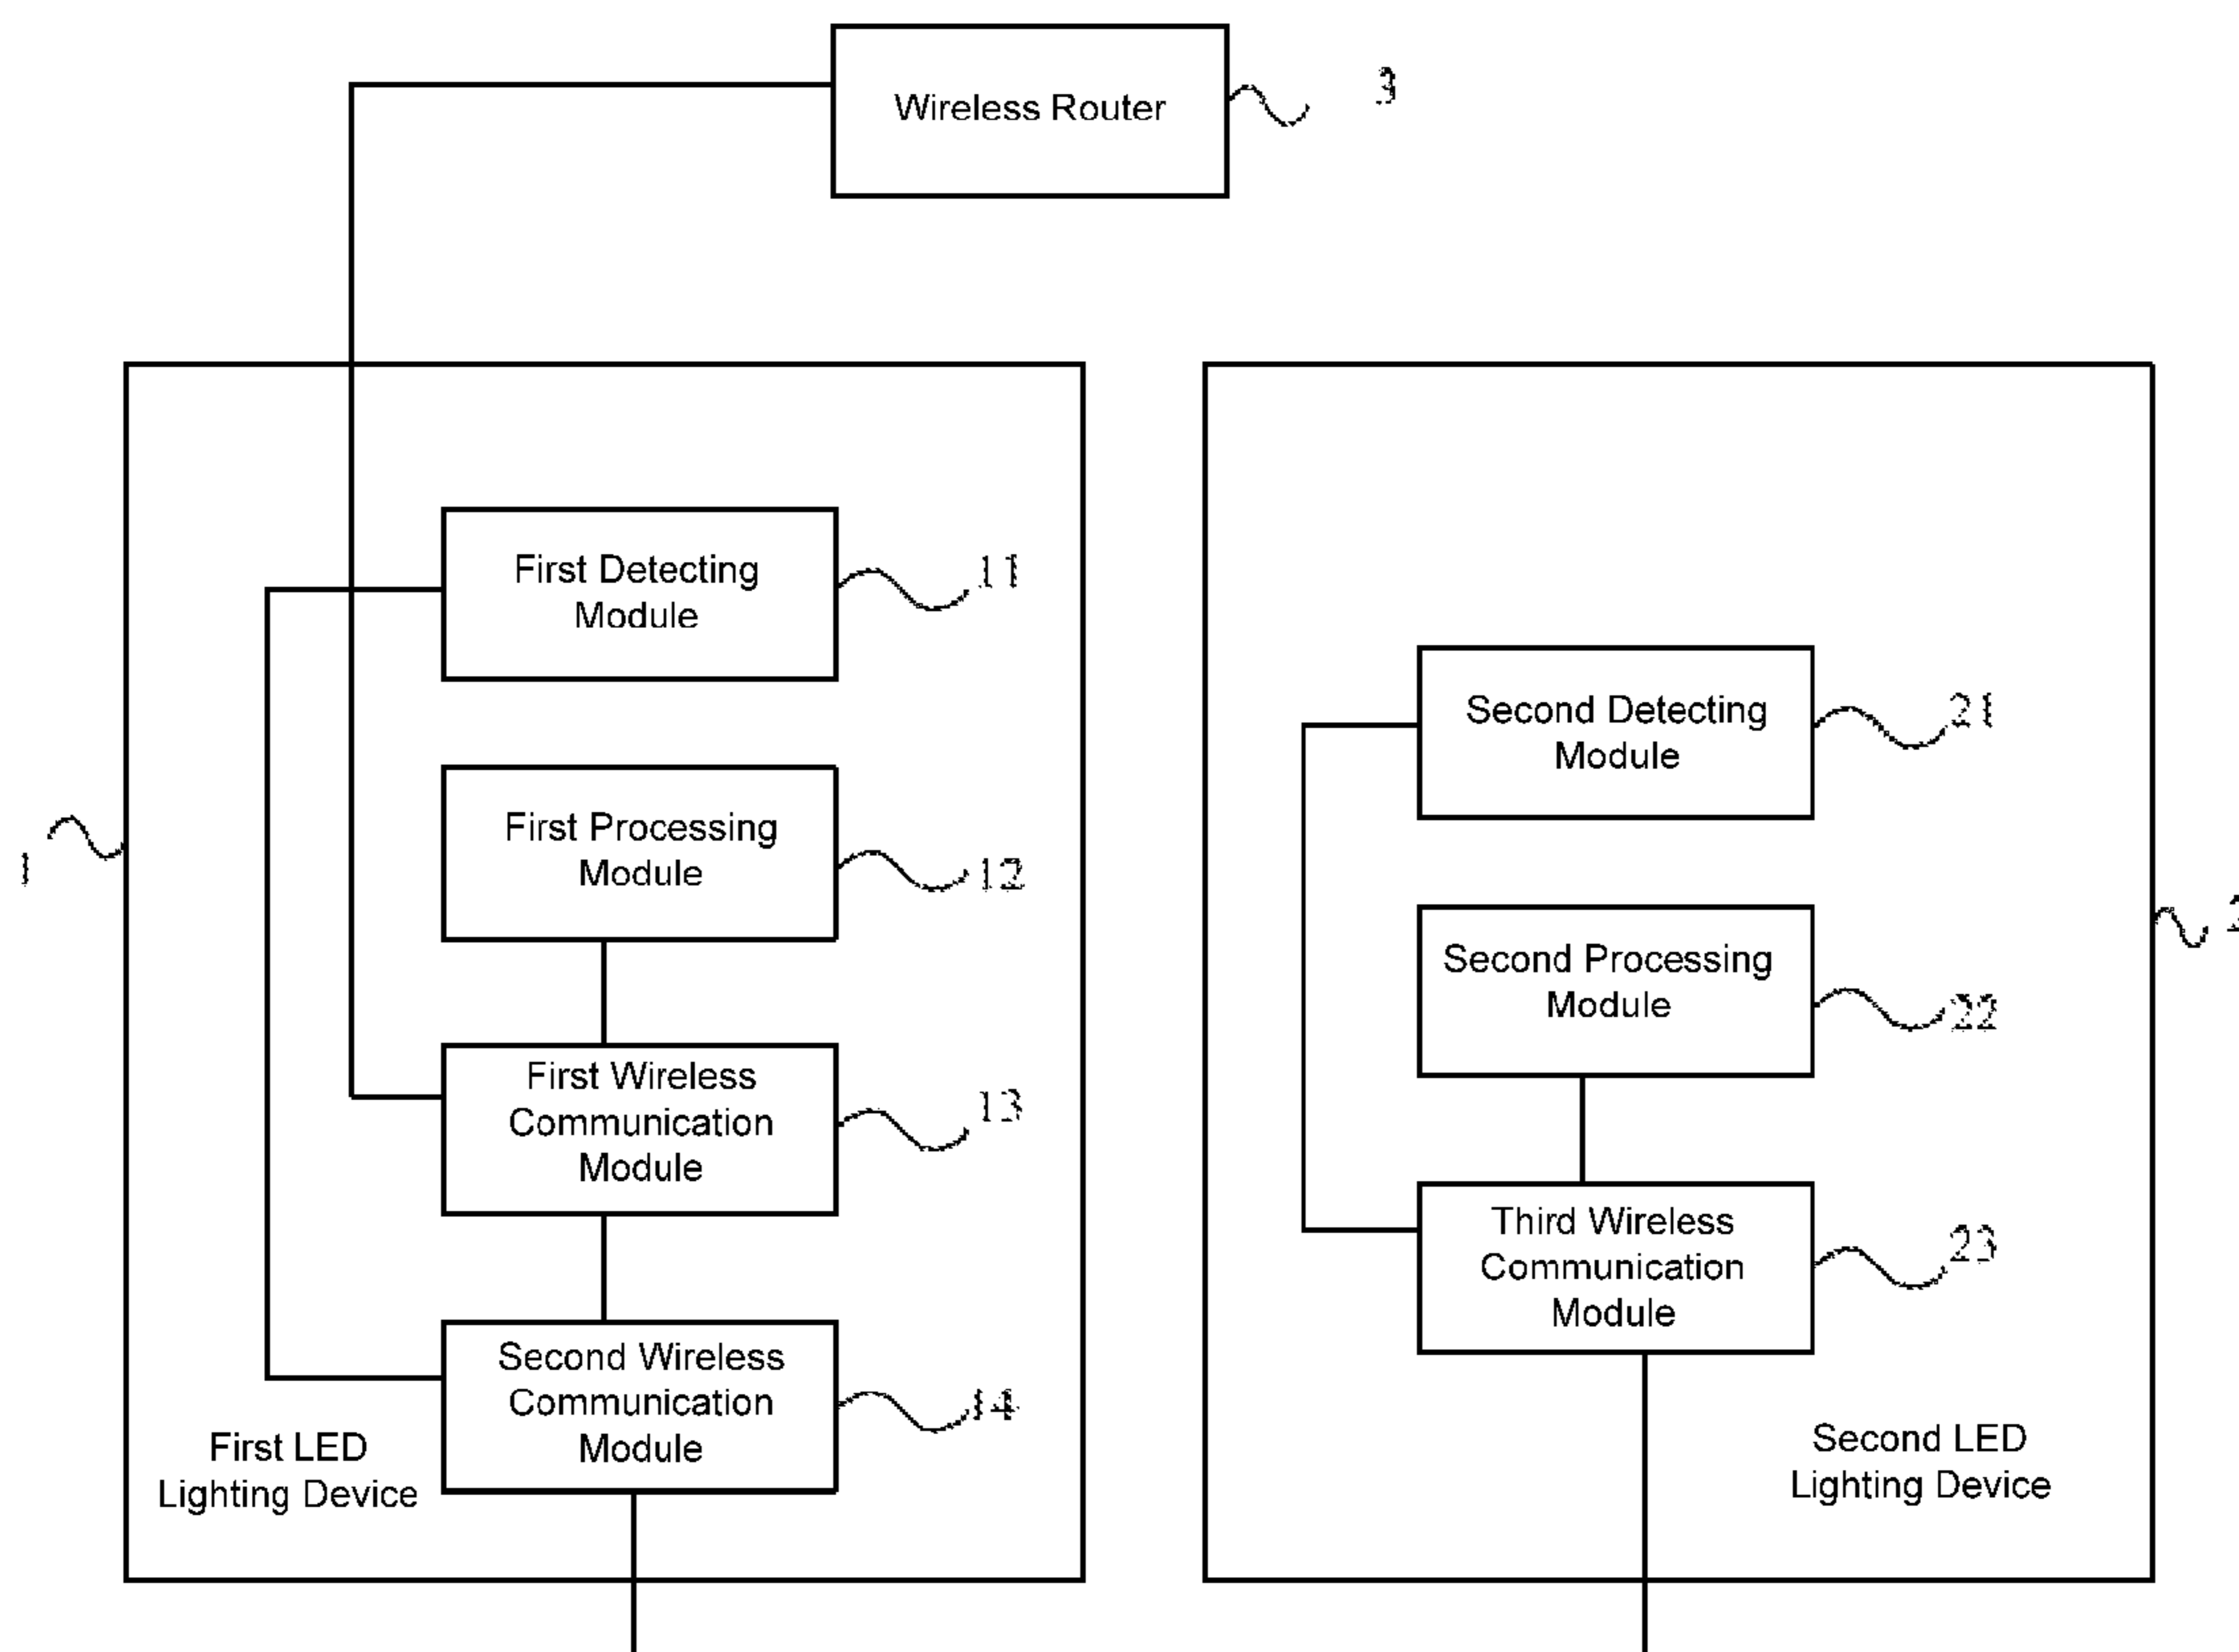 Wireless Router
3
First Detecting
Module
11
First Processing
Module
12
1
First Wireless
Communication
Module
13
Second Wireless
Communication
Module
14
First LED
Lighting Device
Second Detecting
Module
21
Second Processing
Module
22
2
Third Wireless
Communication
Module
23
Second LED
Lighting Device